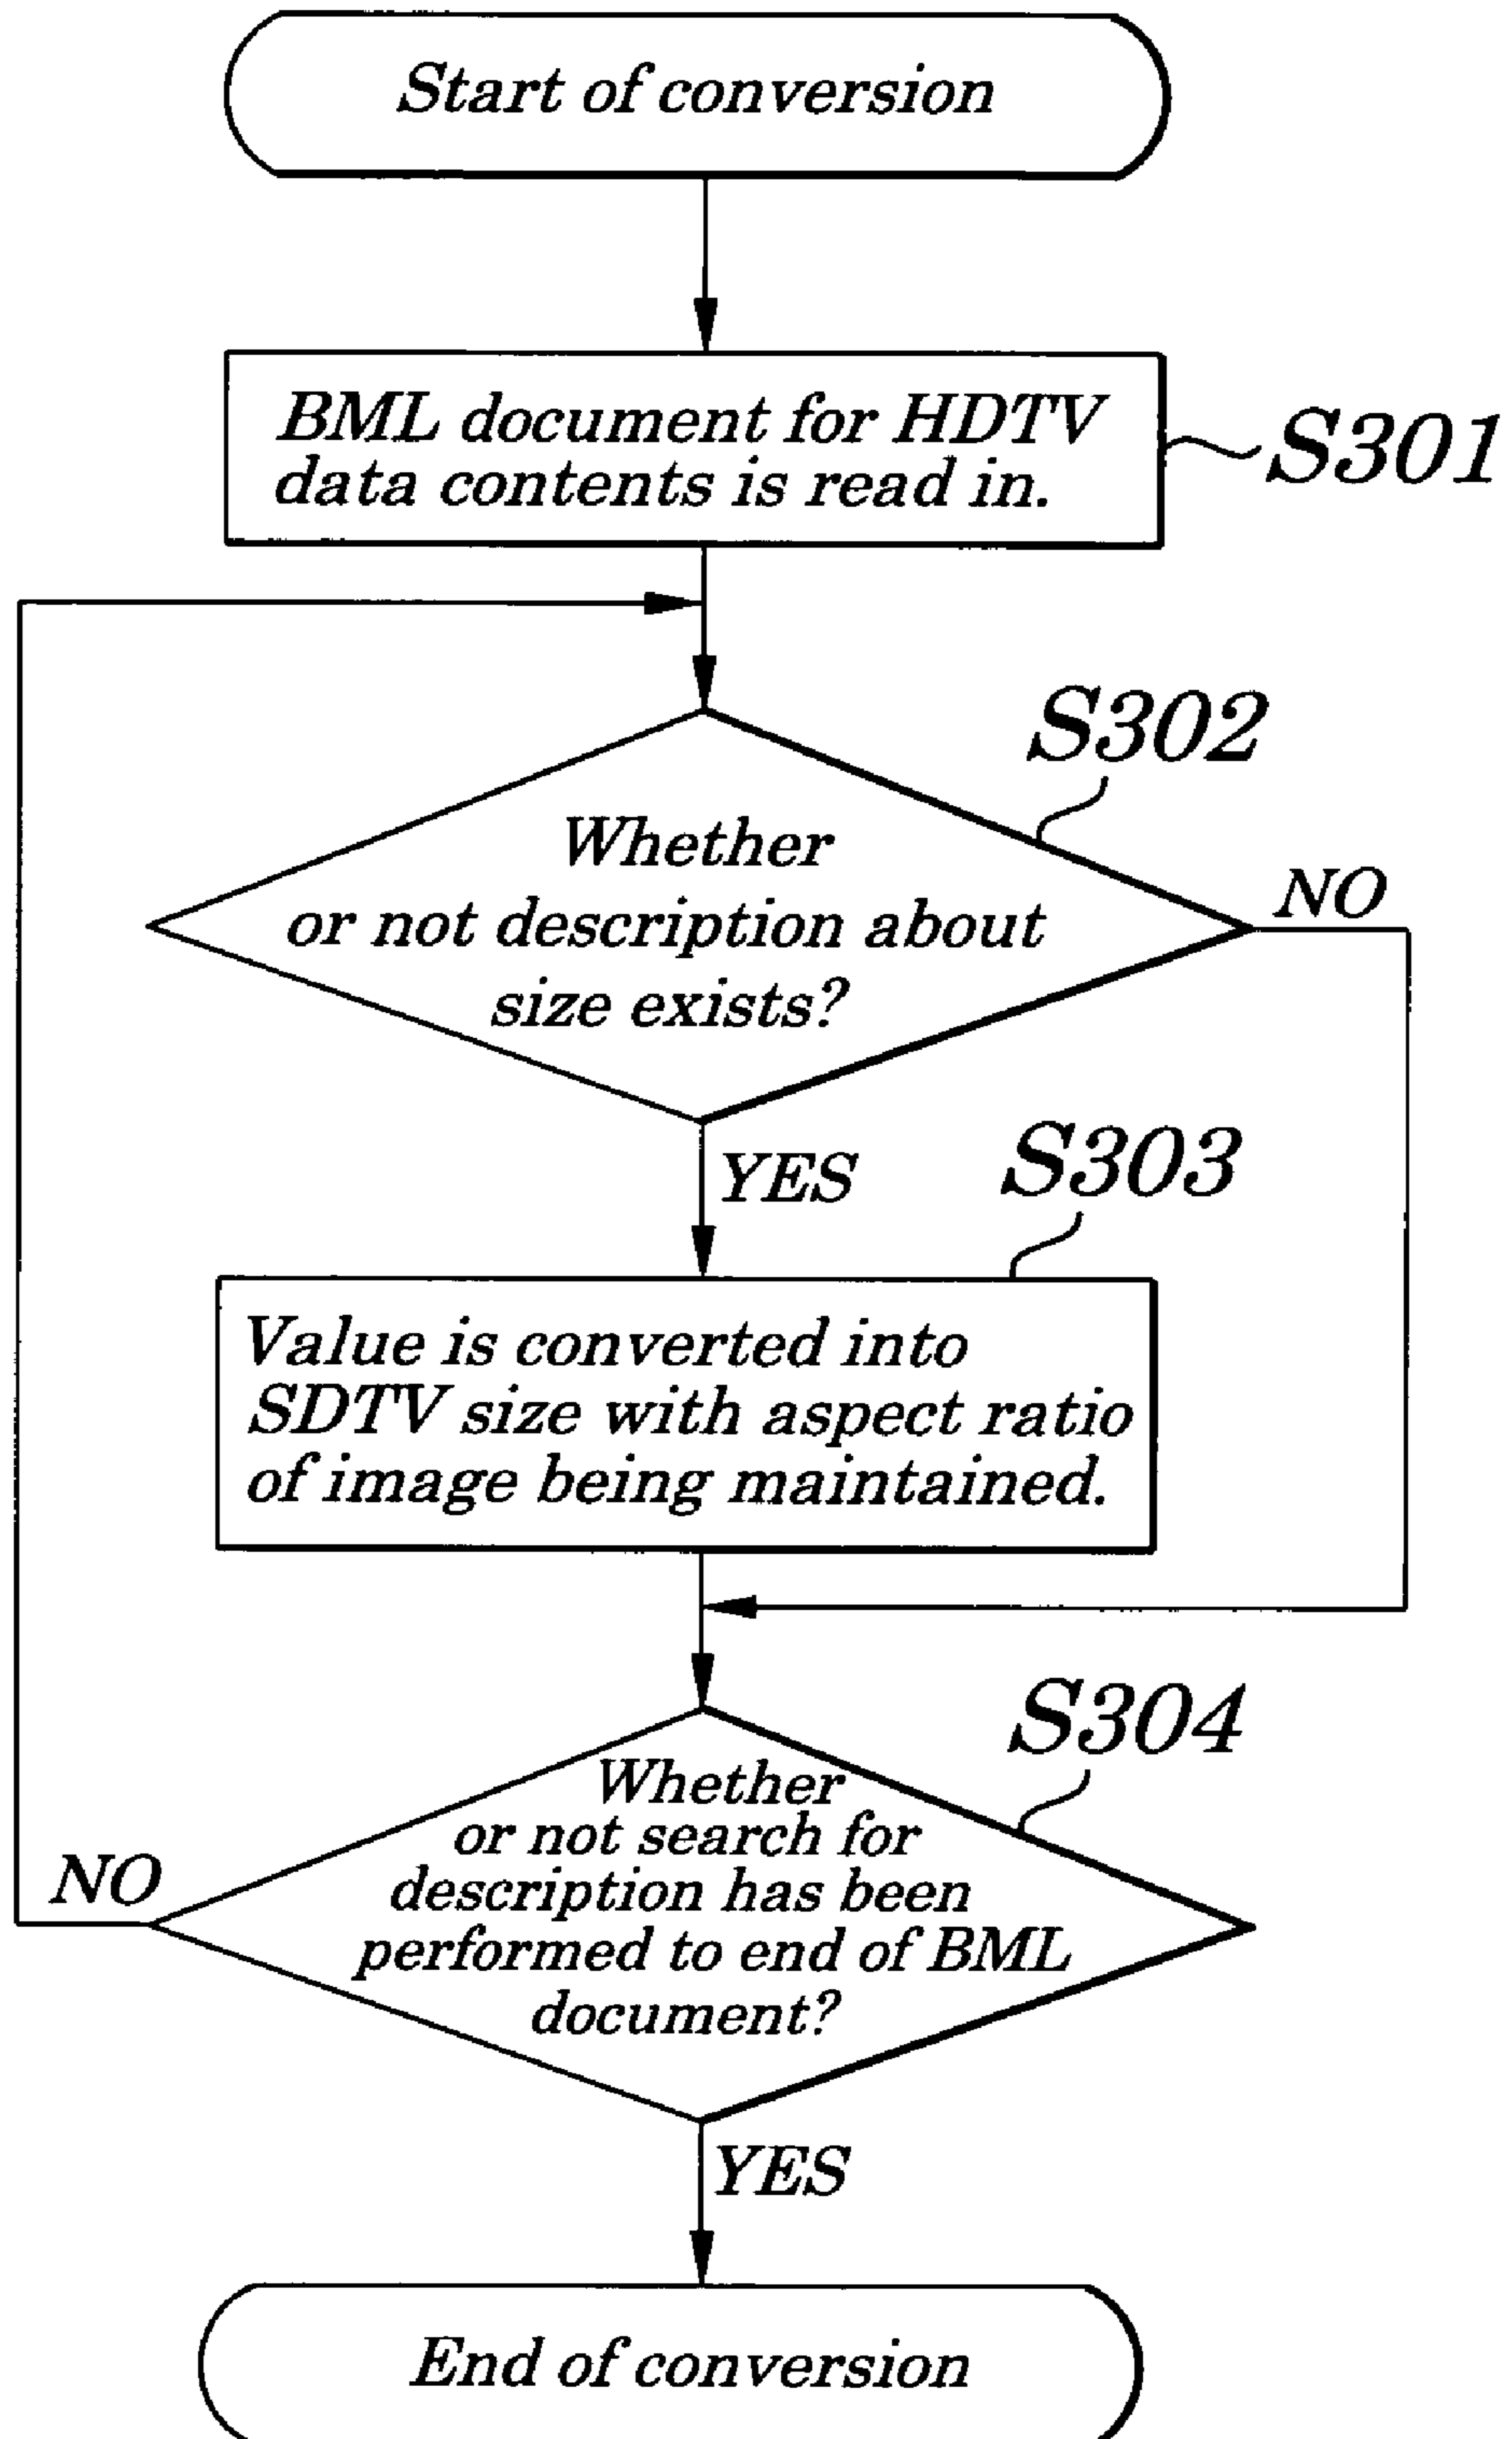 Start of conversion
BML document for HDTV
data contents is read in.
S301
S302
Whether
or not description about
size exists?
NO
YES
S303
Value is converted into
SDTV size with aspect ratio
of image being maintained.
S304
Whether
or not search for
description has been
performed to end of BML
document?
NO
YES
End of conversion